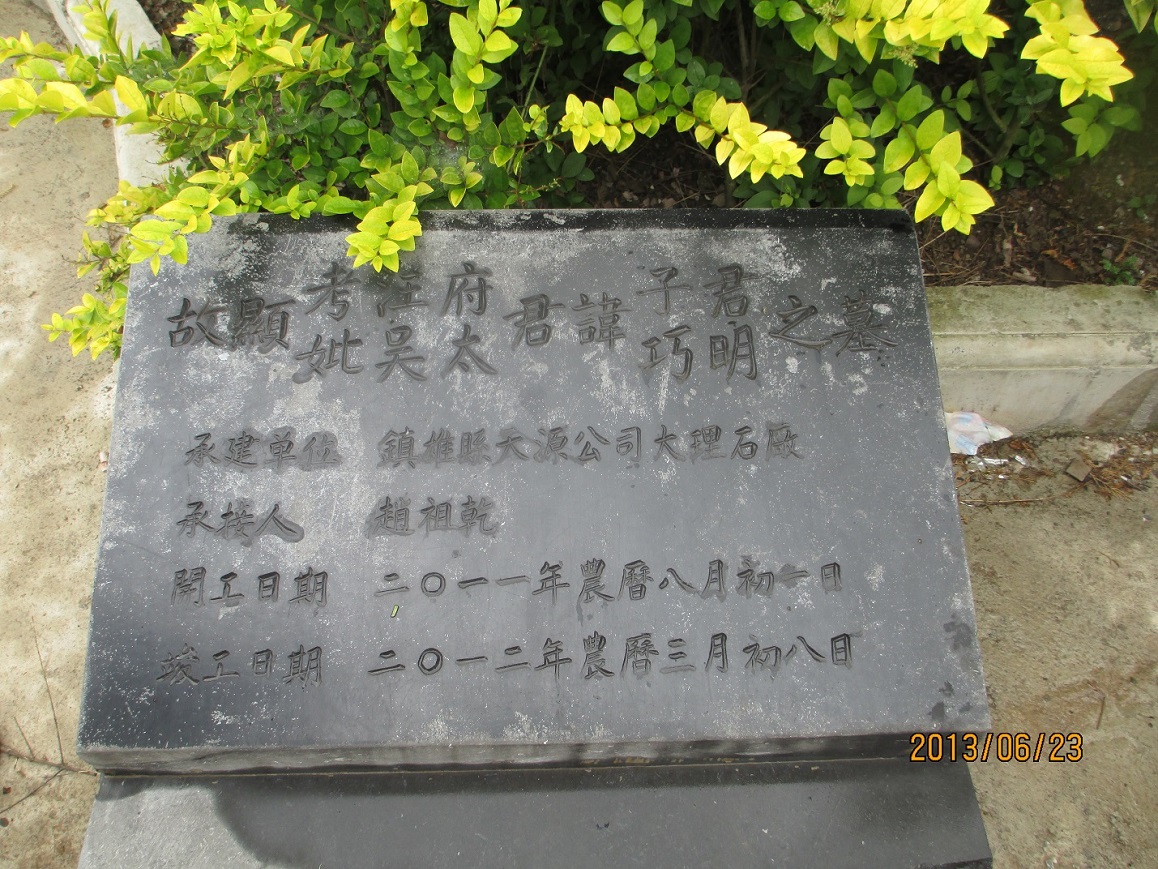 故顯考汪府君諱子君之墓
妣吳太巧明
承建单位 鎮雄縣天源公司大理石廠
承接人 趙祖乾
開工日期 二〇一一年農曆八月初一日
竣工日期 二〇一二年農曆三月初八日
2013/06/23